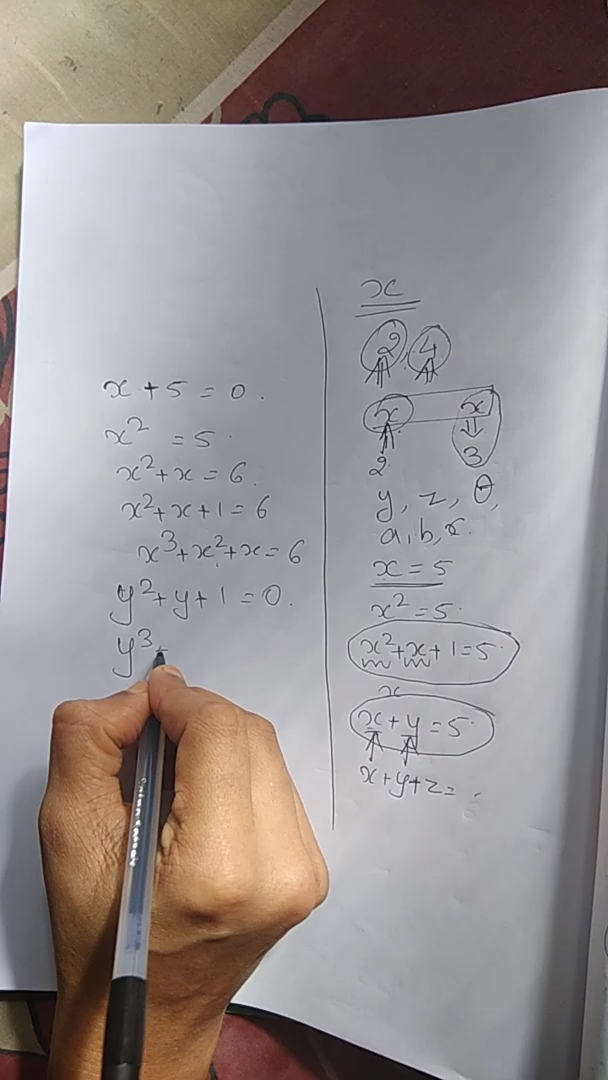 x + 5 = 0.
x² = 5.
x² + x = 6.
x² + x + 1 = 6
x³ + x² + x = 6
y² + y + 1 = 0.
y³
x
2, 4
x x
2 3
y, z, θ,
a, b,
x = 5
x² = 5.
x² + x + 1 = 5.
x
x + y = 5.
x + y + z =